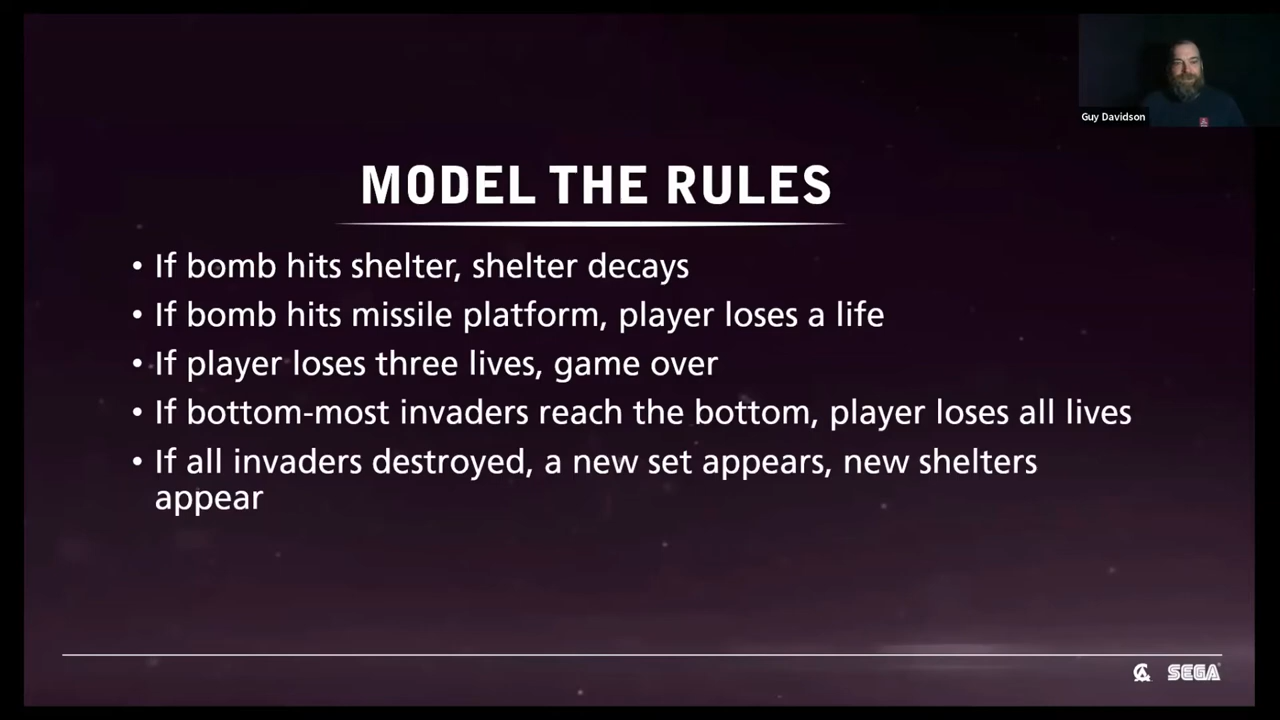 Guy Davidson
MODEL THE RULES
• If bomb hits shelter, shelter decays
• If bomb hits missile platform, player loses a life
• If player loses three lives, game over
• If bottom-most invaders reach the bottom, player loses all lives
• If all invaders destroyed, a new set appears, new shelters
appear
SEGA